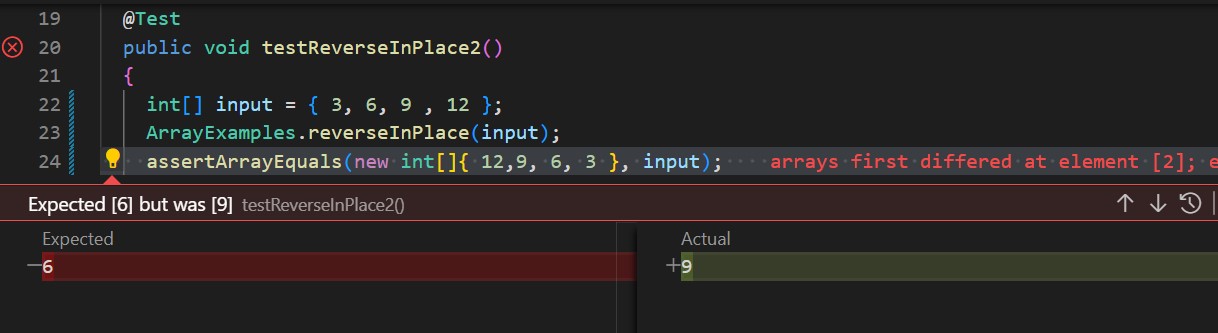 19 @Test
20 public void testReverseInPlace2()
21 {
22 int[] input = { 3, 6, 9 , 12 };
23 ArrayExamples.reverseInPlace(input);
24 assertArrayEquals(new int[]{ 12,9, 6, 3 }, input); arrays first differed at element [2]; e
Expected [6] but was [9] testReverseInPlace2()
Expected Actual
−6 +9